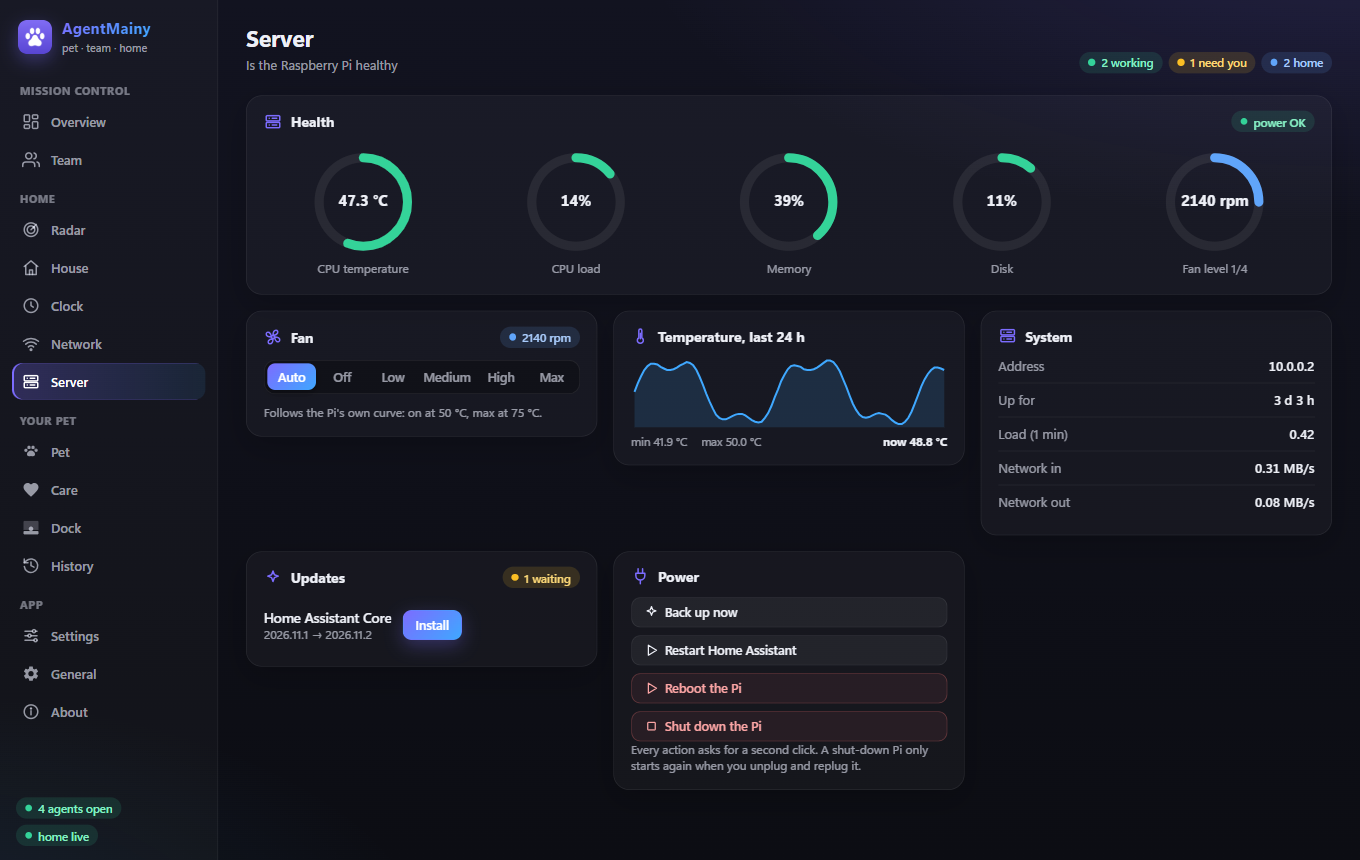 AgentMainy
pet · team · home
MISSION CONTROL
Overview
Team
HOME
Radar
House
Clock
Network
Server
YOUR PET
Pet
Care
Dock
History
APP
Settings
General
About
4 agents open
home live
Server
Is the Raspberry Pi healthy
2 working
1 need you
2 home
Health
power OK
47.3 °C
14%
39%
11%
2140 rpm
CPU temperature
CPU load
Memory
Disk
Fan level 1/4
Fan
2140 rpm
Auto
Off
Low
Medium
High
Max
Follows the Pi's own curve: on at 50 °C, max at 75 °C.
Temperature, last 24 h
min 41.9 °C
max 50.0 °C
now 48.8 °C
System
Address 10.0.0.2
Up for 3 d 3 h
Load (1 min) 0.42
Network in 0.31 MB/s
Network out 0.08 MB/s
Updates
1 waiting
Home Assistant Core
2026.11.1 → 2026.11.2
Install
Power
Back up now
Restart Home Assistant
Reboot the Pi
Shut down the Pi
Every action asks for a second click. A shut-down Pi only
starts again when you unplug and replug it.